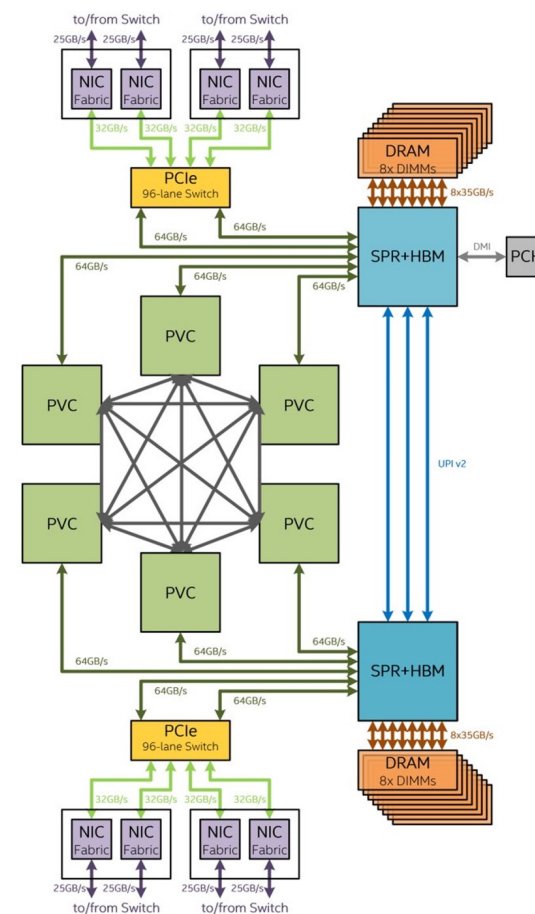 to/from Switch to/from Switch
25GB/s 25GB/s 25GB/s 25GB/s
NIC NIC NIC NIC
Fabric Fabric Fabric Fabric
32GB/s 32GB/s 32GB/s 32GB/s
DRAM
8x DIMMs
PCIe
96-lane Switch
8x35GB/s
64GB/s 64GB/s
SPR+HBM
DMI
PCH
64GB/s 64GB/s 64GB/s
PVC
PVC PVC
UPI v2
PVC PVC
PVC
64GB/s
64GB/s 64GB/s
SPR+HBM
64GB/s 64GB/s
PCIe
96-lane Switch
8x35GB/s
DRAM
8x DIMMs
32GB/s 32GB/s 32GB/s 32GB/s
NIC NIC NIC NIC
Fabric Fabric Fabric Fabric
25GB/s 25GB/s 25GB/s 25GB/s
to/from Switch to/from Switch